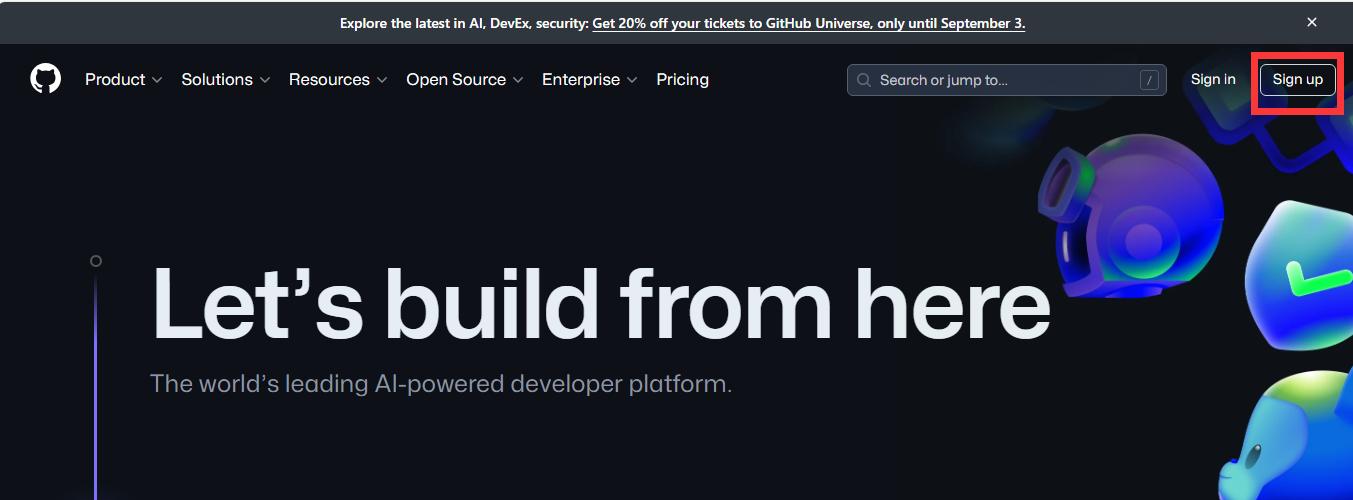 Explore the latest in AI, DevEx, security: Get 20% off your tickets to GitHub Universe, only until September 3.
Product Solutions Resources Open Source Enterprise Pricing Search or jump to... / Sign in Sign up
Let’s build from here
The world’s leading AI-powered developer platform.